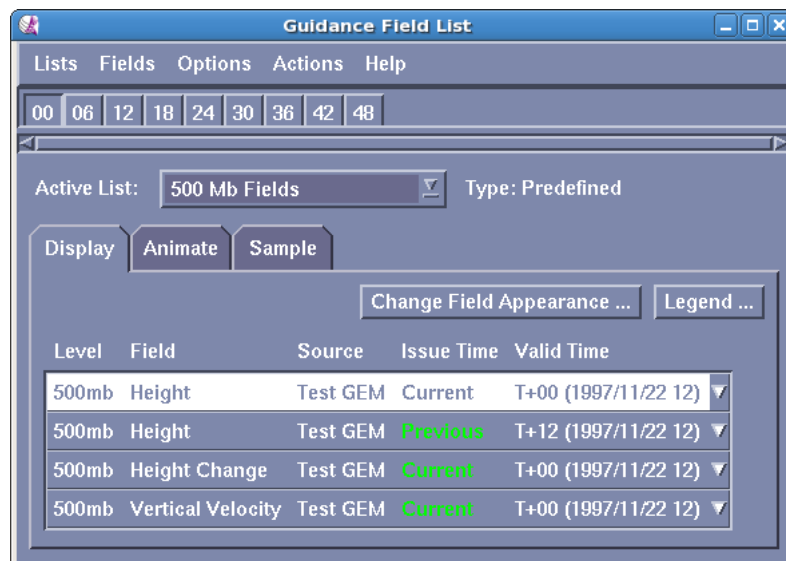 Guidance Field List
Lists Fields Options Actions Help
00 06 12 18 24 30 36 42 48
Active List: 500 Mb Fields Type: Predefined
Display Animate Sample
Change Field Appearance ... Legend ...
Level Field Source Issue Time Valid Time
500mb Height Test GEM Current T+00 (1997/11/22 12)
500mb Height Test GEM Previous T+12 (1997/11/22 12)
500mb Height Change Test GEM Current T+00 (1997/11/22 12)
500mb Vertical Velocity Test GEM Current T+00 (1997/11/22 12)